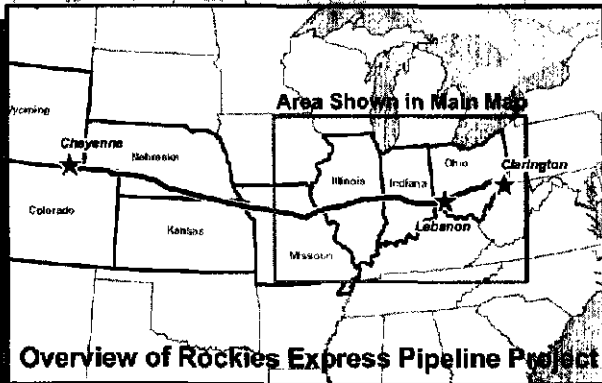 Area Shown in Main Map
Wyoming
Cheyenne
Nebraska
Illinois
Indiana
Ohio
Clarington
Lebanon
Colorado
Kansas
Missouri
Overview of Rockies Express Pipeline Project